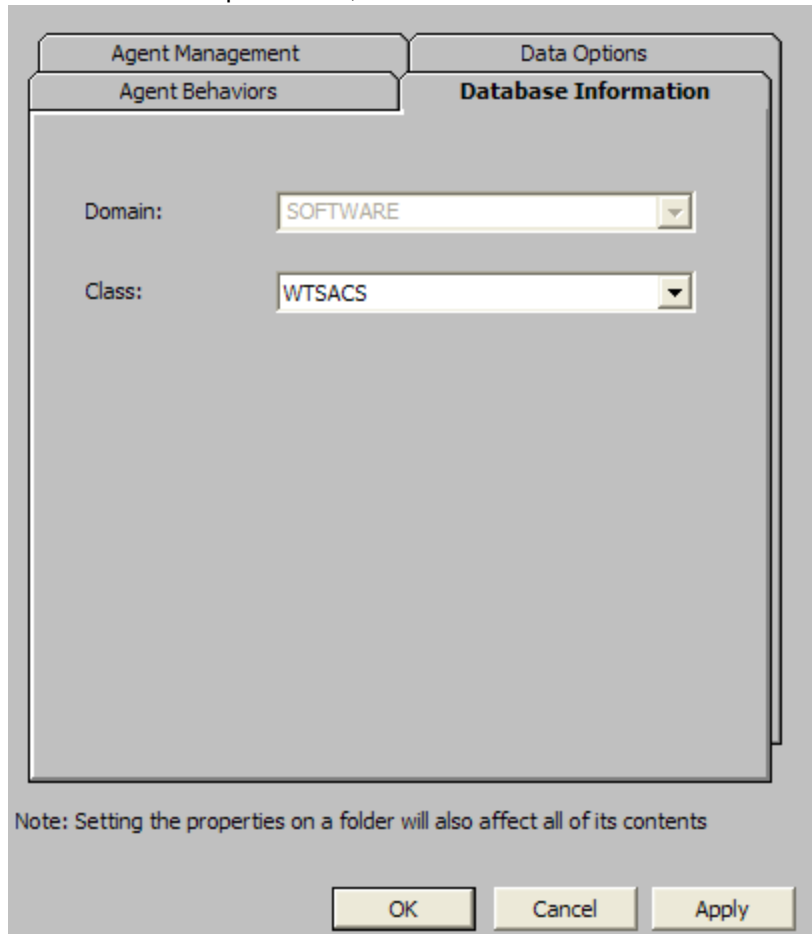 Agent Management Data Options
Agent Behaviors Database Information
Domain: SOFTWARE
Class: WTSACS
Note: Setting the properties on a folder will also affect all of its contents
OK Cancel Apply